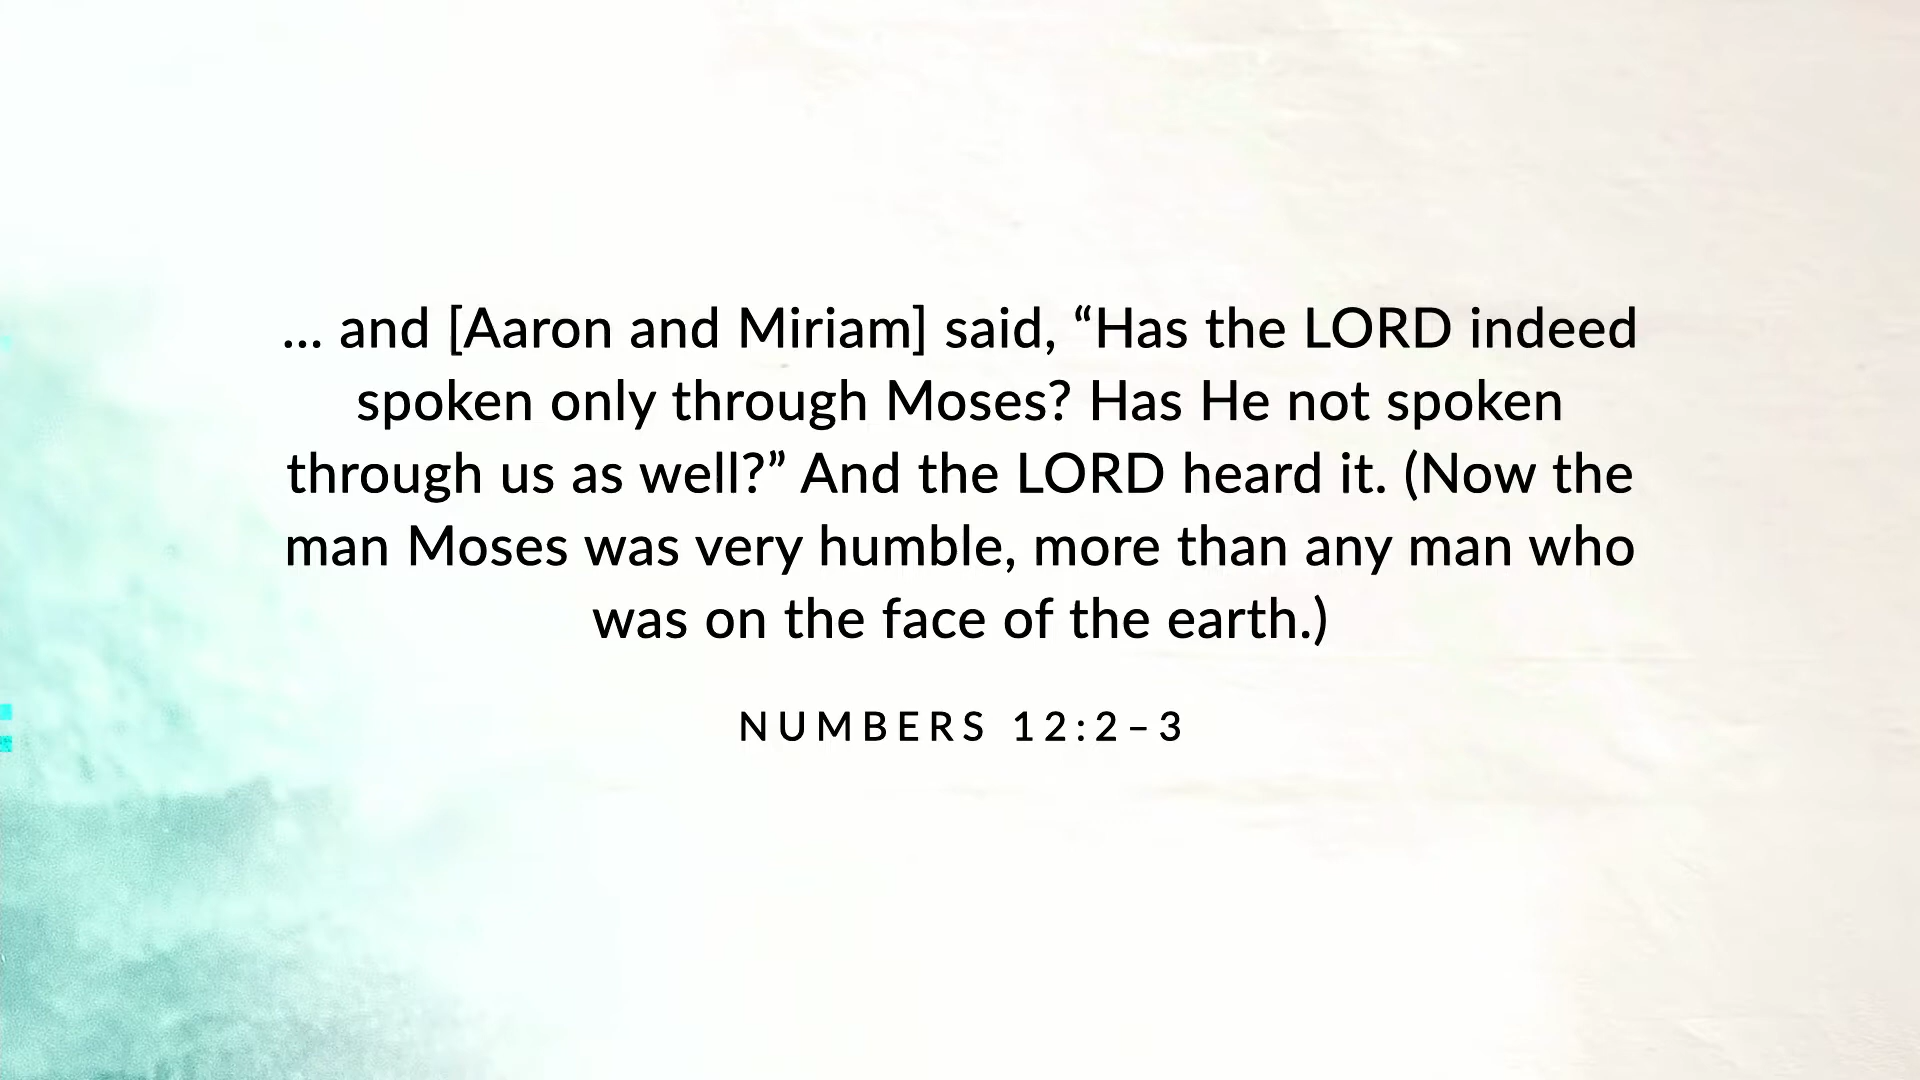 ... and [Aaron and Miriam] said, “Has the LORD indeed
spoken only through Moses? Has He not spoken
through us as well?” And the LORD heard it. (Now the
man Moses was very humble, more than any man who
was on the face of the earth.)
NUMBERS 12:2–3